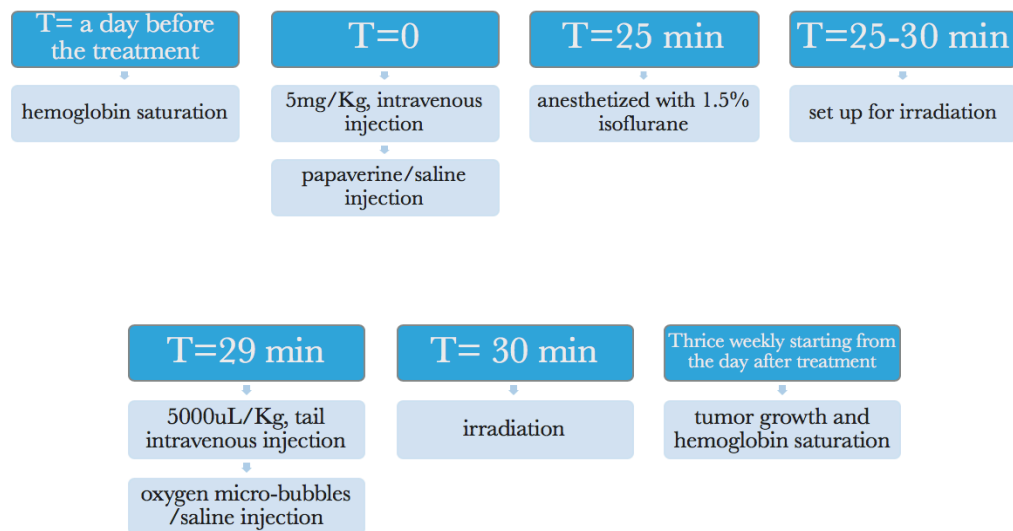 T= a day before
the treatment
hemoglobin saturation
T=0
5mg/Kg, intravenous
injection
papaverine/saline
injection
T=25 min
anesthetized with 1.5%
isoflurane
T=25-30 min
set up for irradiation
T=29 min
5000uL/Kg, tail
intravenous injection
oxygen micro-bubbles
/saline injection
T= 30 min
irradiation
Thrice weekly starting from
the day after treatment
tumor growth and
hemoglobin saturation